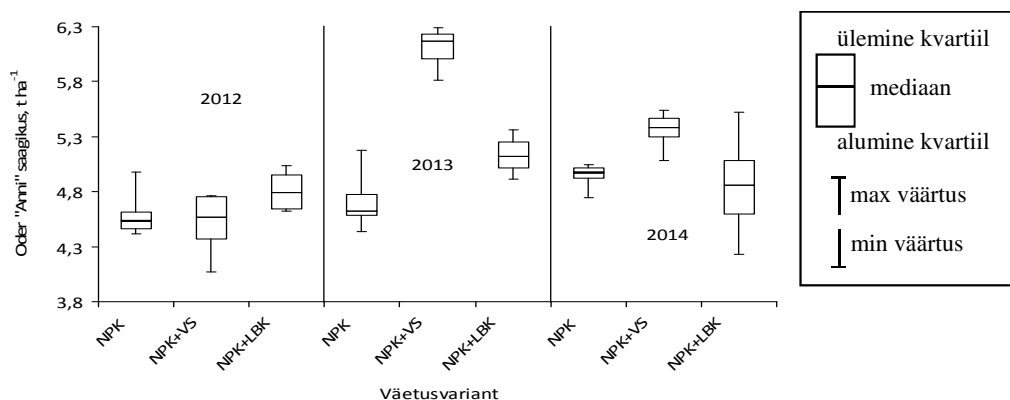 Oder "Anni" saagikus, t ha-1
6,3
5,8
5,3
4,8
4,3
3,8
2012
2013
2014
NPK
NPK+VS
NPK+LBK
NPK
NPK+VS
NPK+LBK
NPK
NPK+VS
NPK+LBK
Väetusvariant
ülemine kvartiil
mediaan
alumine kvartiil
max väärtus
min väärtus